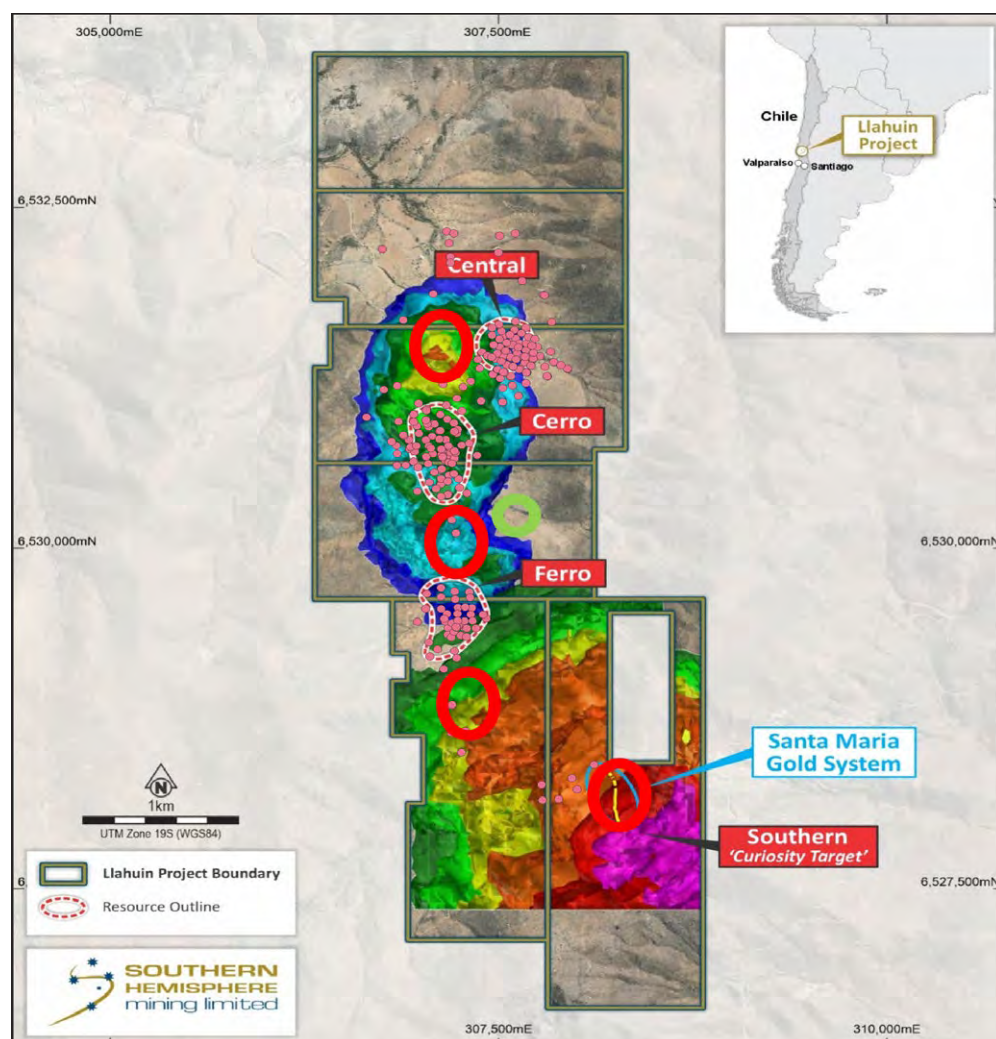 305,000mE
307,500mE
Chile
Llahuin
Project
Valparaiso
Santiago
6,532,500mN
Central
Cerro
6,530,000mN
6,530,000mN
Ferro
Santa Maria
Gold System
N
1km
UTM Zone 19S (WGS84)
Southern
'Curiosity Target'
Llahuin Project Boundary
Resource Outline
6,527,500mN
SOUTHERN
HEMISPHERE
mining limited
307,500mE
310,000mE